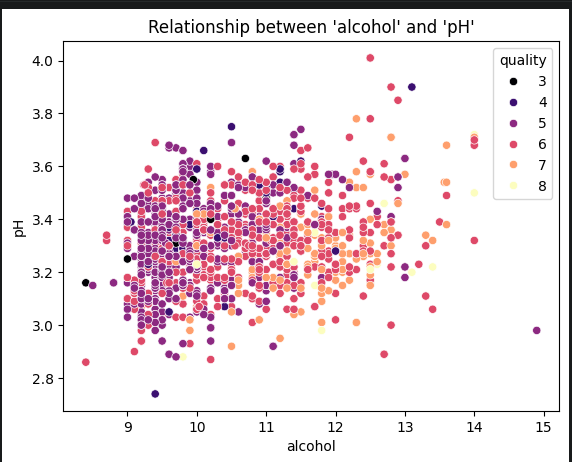 Relationship between 'alcohol' and 'pH'
quality
3
4
5
6
7
8
4.0
3.8
3.6
3.4
3.2
3.0
2.8
pH
9 10 11 12 13 14 15
alcohol